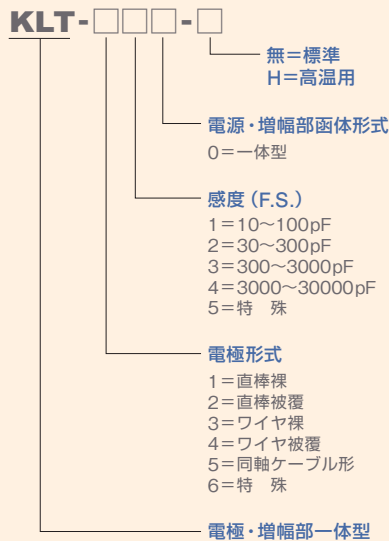 KLT-□□□-□
無＝標準
H＝高温用
電源・増幅部函体形式
0＝一体型
感度（F.S.）
1＝10～100pF
2＝30～300pF
3＝300～3000pF
4＝3000～30000pF
5＝特　殊
電極形式
1＝直棒裸
2＝直棒被覆
3＝ワイヤ裸
4＝ワイヤ被覆
5＝同軸ケーブル形
6＝特　殊
電極・増幅部一体型